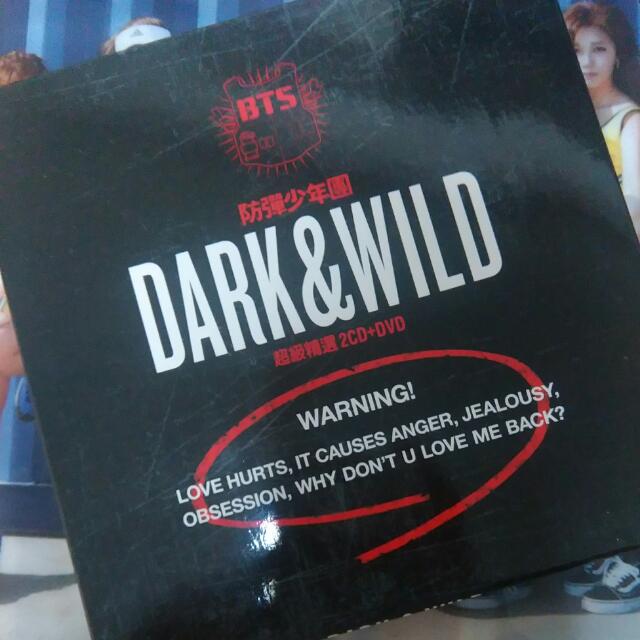 BTS
防彈少年團
DARK&WILD
超級精選 2CD+DVD
WARNING!
LOVE HURTS, IT CAUSES ANGER, JEALOUSY,
OBSESSION, WHY DON'T U LOVE ME BACK?